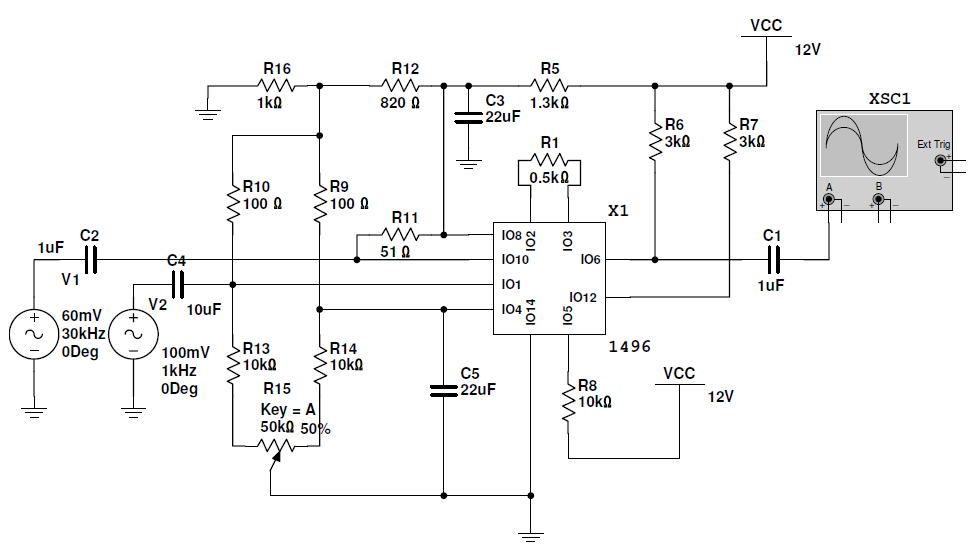 VCC
12V
R16
1kΩ
R12
820 Ω
C3
22uF
R5
1.3kΩ
R6
3kΩ
R7
3kΩ
XSC1
Ext Trig
+
−
A
B
+ −
+ −
R1
0.5kΩ
R10
100 Ω
R9
100 Ω
R11
51 Ω
X1
IO8
IO2
IO3
IO10
IO6
IO1
IO12
IO4
IO14
IO5
1496
C1
1uF
C2
1uF
C4
10uF
V1
60mV
30kHz
0Deg
+
−
V2
100mV
1kHz
0Deg
+
−
R13
10kΩ
R14
10kΩ
R15
Key = A
50kΩ 50%
C5
22uF
R8
10kΩ
VCC
12V